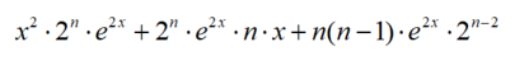 x² · 2ⁿ · e²ˣ + 2ⁿ · e²ˣ · n · x + n(n−1) · e²ˣ · 2ⁿ⁻²